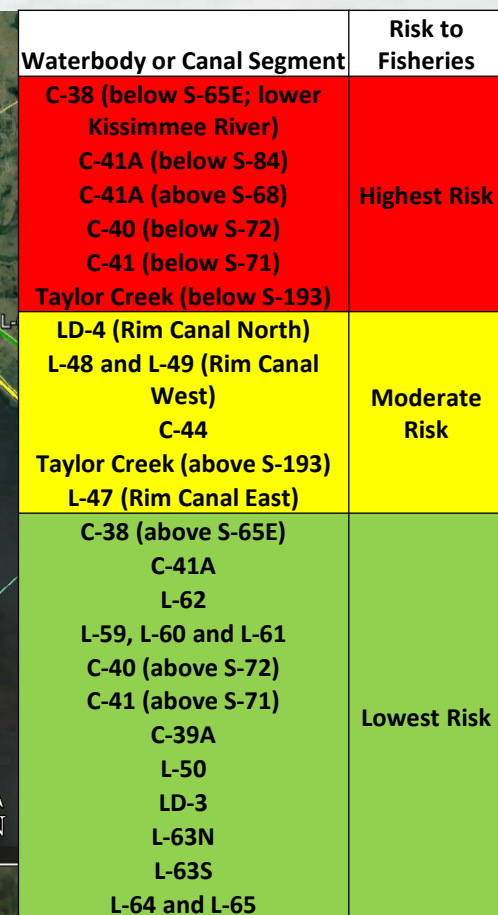 Waterbody or Canal Segment
Risk to
Fisheries
C-38 (below S-65E; lower
Kissimmee River)
C-41A (below S-84)
C-41A (above S-68)
C-40 (below S-72)
C-41 (below S-71)
Taylor Creek (below S-193)
Highest Risk
LD-4 (Rim Canal North)
L-48 and L-49 (Rim Canal
West)
C-44
Taylor Creek (above S-193)
L-47 (Rim Canal East)
Moderate
Risk
C-38 (above S-65E)
C-41A
L-62
L-59, L-60 and L-61
C-40 (above S-72)
C-41 (above S-71)
C-39A
L-50
LD-3
L-63N
L-63S
L-64 and L-65
Lowest Risk